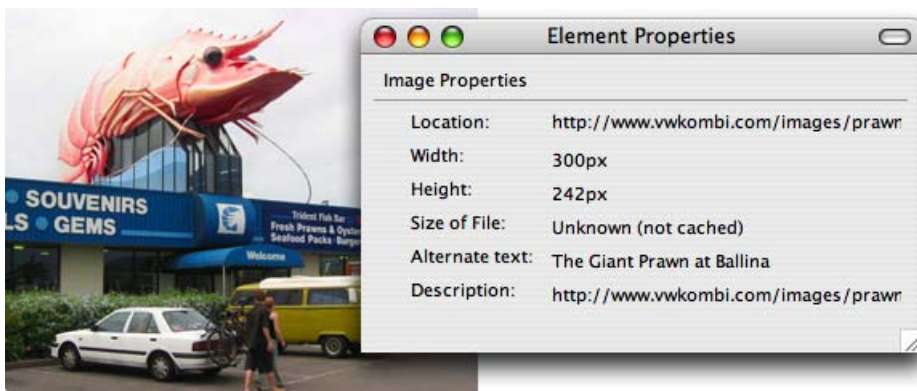 SOUVENIRS
LS GEMS
Trident Fish Bar
Fresh Prawns & Oyster
Seafood Packs Burge
Welcome
Element Properties
Image Properties
Location: http://www.vwkombi.com/images/prawn
Width: 300px
Height: 242px
Size of File: Unknown (not cached)
Alternate text: The Giant Prawn at Ballina
Description: http://www.vwkombi.com/images/prawn